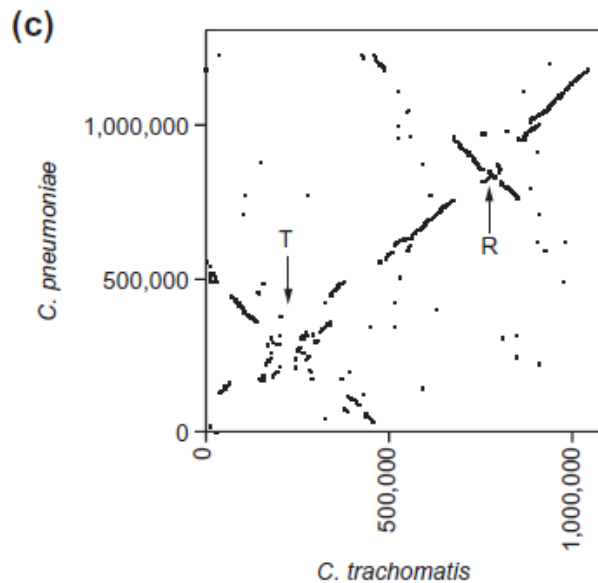 (c)
C. pneumoniae
1,000,000
500,000
0
T
R
0
500,000
1,000,000
C. trachomatis